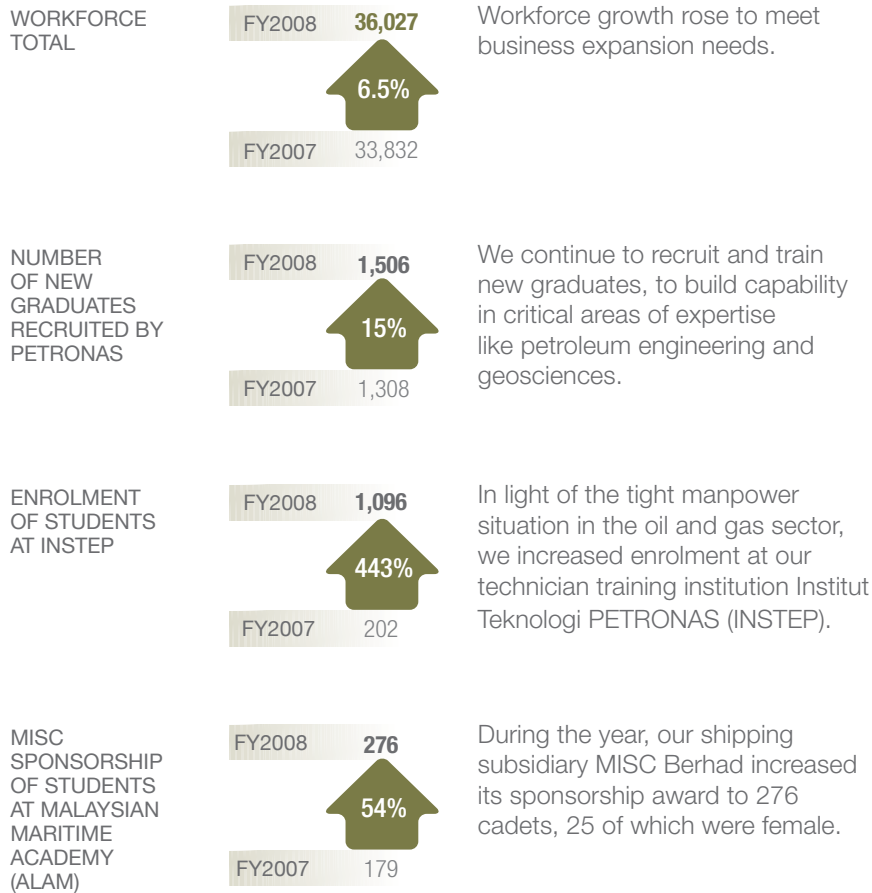 WORKFORCE
TOTAL
FY2008 36,027
6.5%
FY2007 33,832
Workforce growth rose to meet
business expansion needs.
NUMBER
OF NEW
GRADUATES
RECRUITED BY
PETRONAS
FY2008 1,506
15%
FY2007 1,308
We continue to recruit and train
new graduates, to build capability
in critical areas of expertise
like petroleum engineering and
geosciences.
ENROLMENT
OF STUDENTS
AT INSTEP
FY2008 1,096
443%
FY2007 202
In light of the tight manpower
situation in the oil and gas sector,
we increased enrolment at our
technician training institution Institut
Teknologi PETRONAS (INSTEP).
MISC
SPONSORSHIP
OF STUDENTS
AT MALAYSIAN
MARITIME
ACADEMY
(ALAM)
FY2008 276
54%
FY2007 179
During the year, our shipping
subsidiary MISC Berhad increased
its sponsorship award to 276
cadets, 25 of which were female.